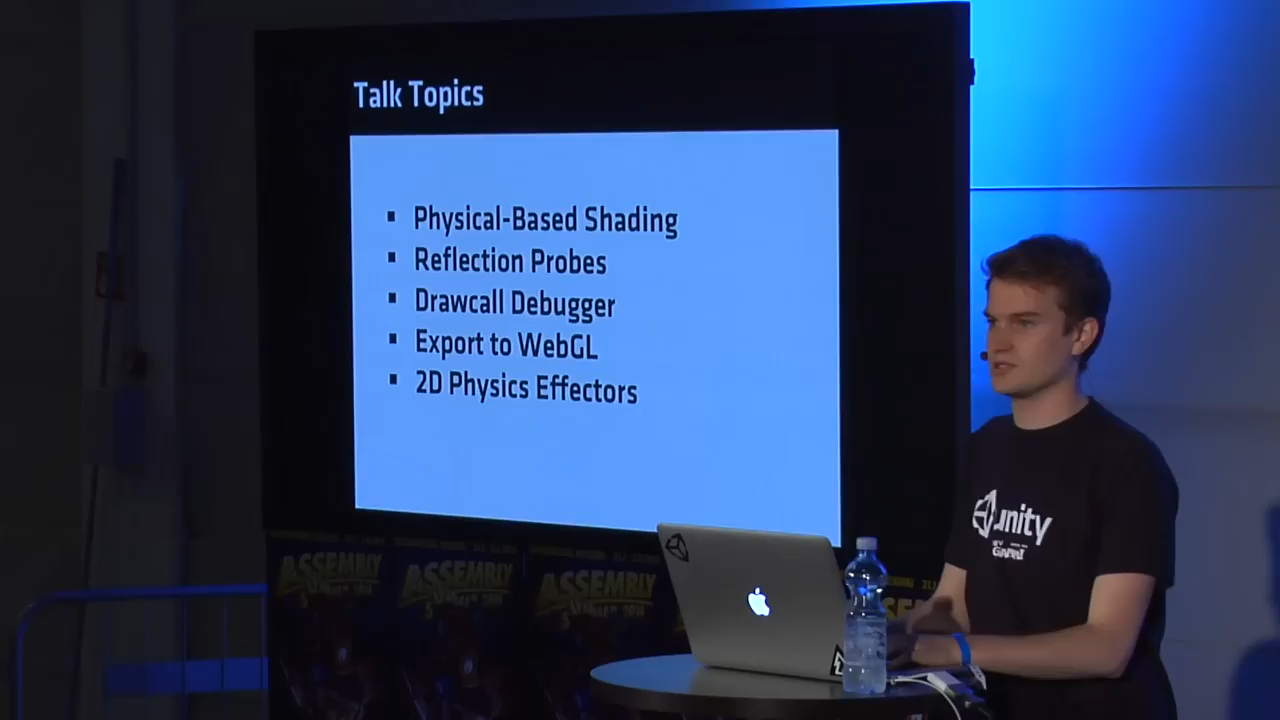 Talk Topics
▪ Physical-Based Shading
▪ Reflection Probes
▪ Drawcall Debugger
▪ Export to WebGL
▪ 2D Physics Effectors
unity
ASSEMBLY
ASSEMBLY
ASSEMBLY